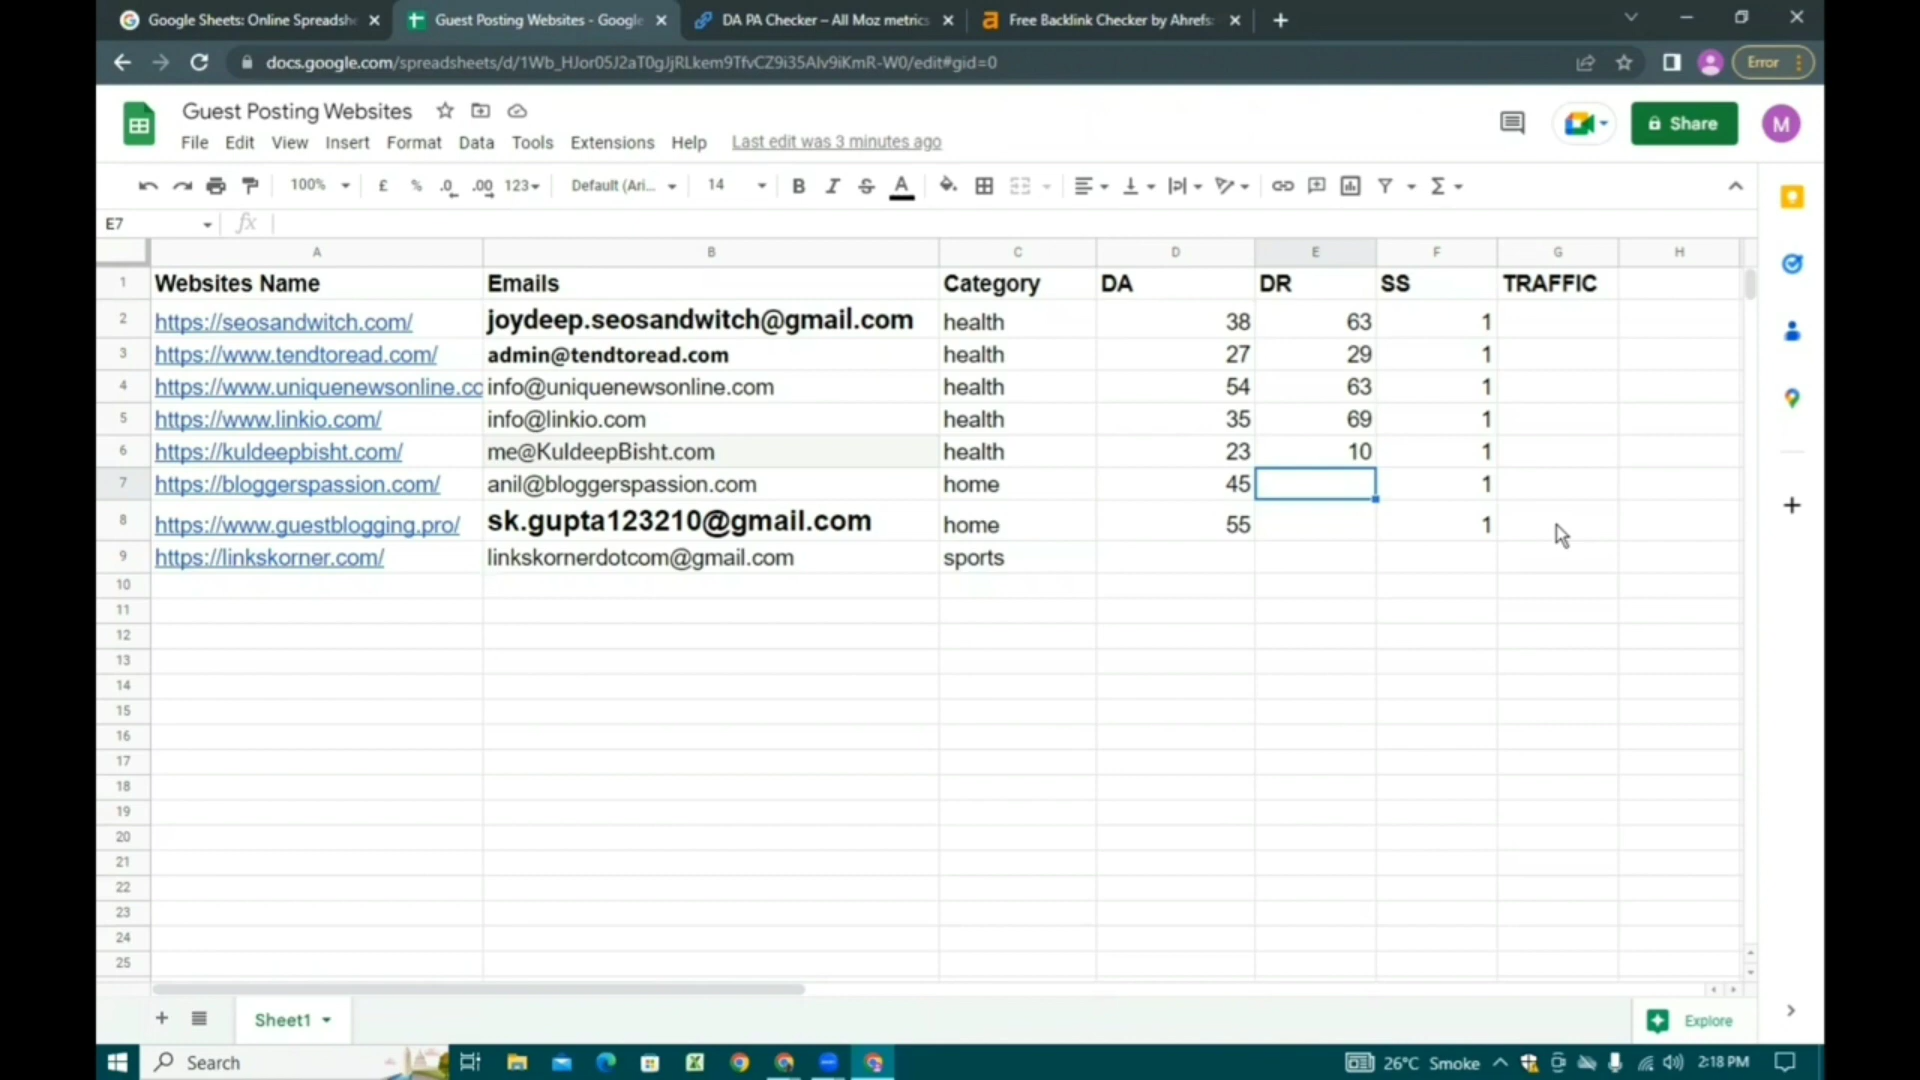 Google Sheets: Online Spreadshe
Guest Posting Websites - Google
DA PA Checker – All Moz metrics
Free Backlink Checker by Ahrefs:
docs.google.com/spreadsheets/d/1Wb_HJor05J2aT0gJjRLkem9TfvCZ9i35Alv9iKmR-W0/edit#gid=0
Error
Guest Posting Websites
Share
M
File Edit View Insert Format Data Tools Extensions Help Last edit was 3 minutes ago
100% £ % .0 .00 123 Default (Ari... 14 B I S A Σ
E7 fx
A B C D E F G H
1 Websites Name Emails Category DA DR SS TRAFFIC
2 https://seosandwitch.com/ joydeep.seosandwitch@gmail.com health 38 63 1
3 https://www.tendtoread.com/ admin@tendtoread.com health 27 29 1
4 https://www.uniquenewsonline.cc info@uniquenewsonline.com health 54 63 1
5 https://www.linkio.com/ info@linkio.com health 35 69 1
6 https://kuldeepbisht.com/ me@KuldeepBisht.com health 23 10 1
7 https://bloggerspassion.com/ anil@bloggerspassion.com home 45 1
8 https://www.guestblogging.pro/ sk.gupta123210@gmail.com home 55 1
9 https://linkskorner.com/ linkskornerdotcom@gmail.com sports
10
11
12
13
14
15
16
17
18
19
20
21
22
23
24
25
Sheet1 Explore
Search 26°C Smoke 2:18 PM